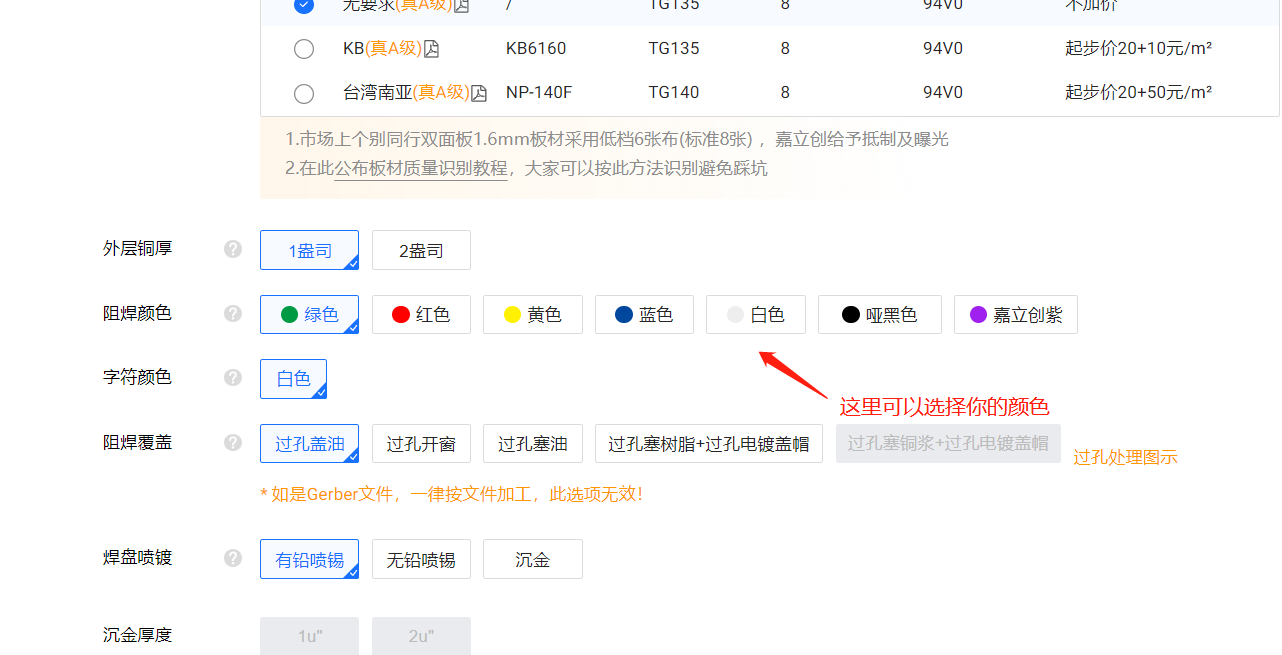 无要求(真A级) / TG135 8 94V0 不加价
KB(真A级) KB6160 TG135 8 94V0 起步价20+10元/m²
台湾南亚(真A级) NP-140F TG140 8 94V0 起步价20+50元/m²
1.市场上个别同行双面板1.6mm板材采用低档6张布(标准8张) ，嘉立创给予抵制及曝光
2.在此公布板材质量识别教程，大家可以按此方法识别避免踩坑
外层铜厚 ? 1盎司 2盎司
阻焊颜色 ? 绿色 红色 黄色 蓝色 白色 哑黑色 嘉立创紫
字符颜色 ? 白色
这里可以选择你的颜色
阻焊覆盖 ? 过孔盖油 过孔开窗 过孔塞油 过孔塞树脂+过孔电镀盖帽 过孔塞铜浆+过孔电镀盖帽 过孔处理图示
* 如是Gerber文件，一律按文件加工，此选项无效！
焊盘喷镀 ? 有铅喷锡 无铅喷锡 沉金
沉金厚度 1u" 2u"